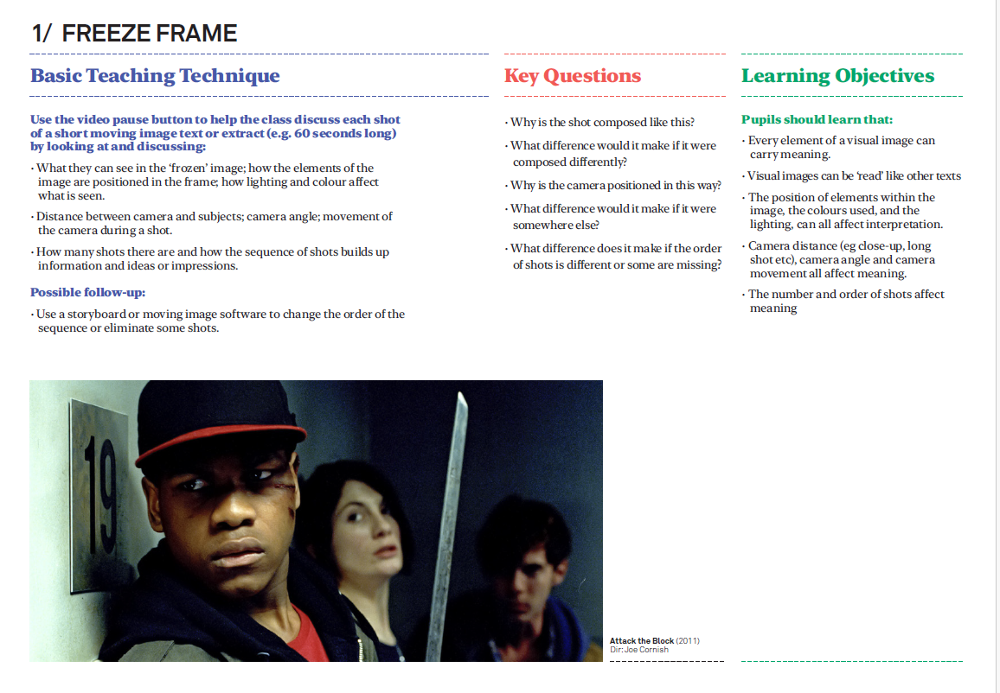 1/ FREEZE FRAME
Basic Teaching Technique
Use the video pause button to help the class discuss each shot
of a short moving image text or extract (e.g. 60 seconds long)
by looking at and discussing:
· What they can see in the ‘frozen’ image; how the elements of the
image are positioned in the frame; how lighting and colour affect
what is seen.
· Distance between camera and subjects; camera angle; movement of
the camera during a shot.
· How many shots there are and how the sequence of shots builds up
information and ideas or impressions.
Possible follow-up:
· Use a storyboard or moving image software to change the order of the
sequence or eliminate some shots.
Key Questions
· Why is the shot composed like this?
· What difference would it make if it were
composed differently?
· Why is the camera positioned in this way?
· What difference would it make if it were
somewhere else?
· What difference does it make if the order
of shots is different or some are missing?
Learning Objectives
Pupils should learn that:
· Every element of a visual image can
carry meaning.
· Visual images can be ‘read’ like other texts
· The position of elements within the
image, the colours used, and the
lighting, can all affect interpretation.
· Camera distance (eg close-up, long
shot etc), camera angle and camera
movement all affect meaning.
· The number and order of shots affect
meaning
19
Attack the Block (2011)
Dir: Joe Cornish